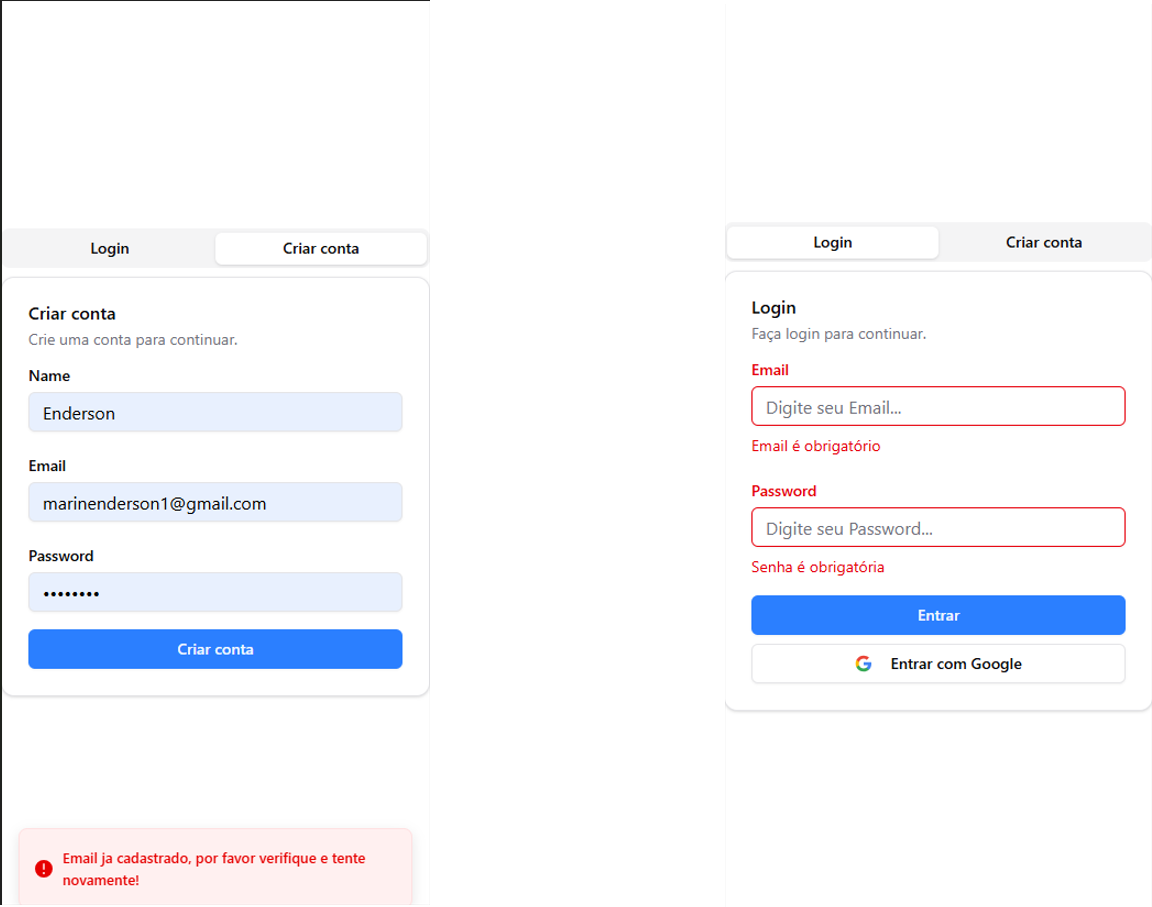 Login
Criar conta
Criar conta
Crie uma conta para continuar.
Name
Enderson
Email
marinenderson1@gmail.com
Password
••••••••
Criar conta
Email ja cadastrado, por favor verifique e tente
novamente!
Login
Criar conta
Login
Faça login para continuar.
Email
Digite seu Email...
Email é obrigatório
Password
Digite seu Password...
Senha é obrigatória
Entrar
Entrar com Google